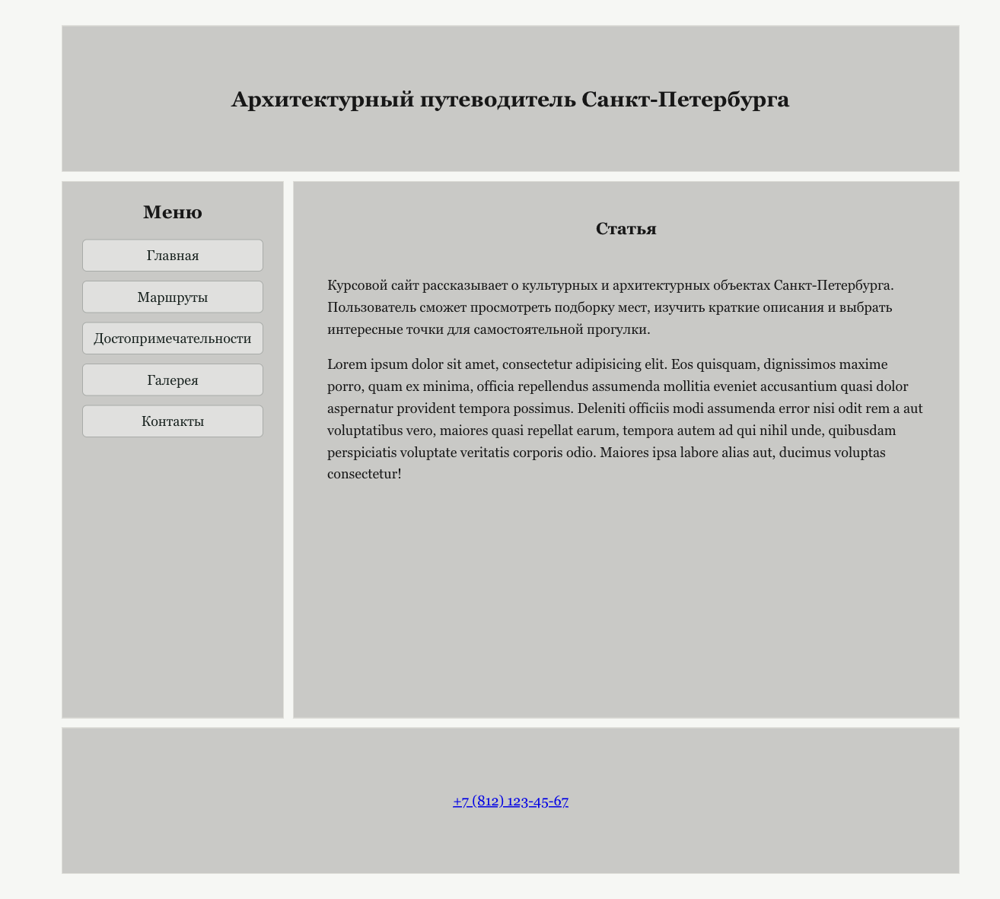 Архитектурный путеводитель Санкт-Петербурга
Меню
Главная
Маршруты
Достопримечательности
Галерея
Контакты
Статья
Курсовой сайт рассказывает о культурных и архитектурных объектах Санкт-Петербурга.
Пользователь сможет просмотреть подборку мест, изучить краткие описания и выбрать
интересные точки для самостоятельной прогулки.
Lorem ipsum dolor sit amet, consectetur adipisicing elit. Eos quisquam, dignissimos maxime
porro, quam ex minima, officia repellendus assumenda mollitia eveniet accusantium quasi dolor
aspernatur provident tempora possimus. Deleniti officiis modi assumenda error nisi odit rem a aut
voluptatibus vero, maiores quasi repellat earum, tempora autem ad qui nihil unde, quibusdam
perspiciatis voluptate veritatis corporis odio. Maiores ipsa labore alias aut, ducimus voluptas
consectetur!
+7 (812) 123-45-67